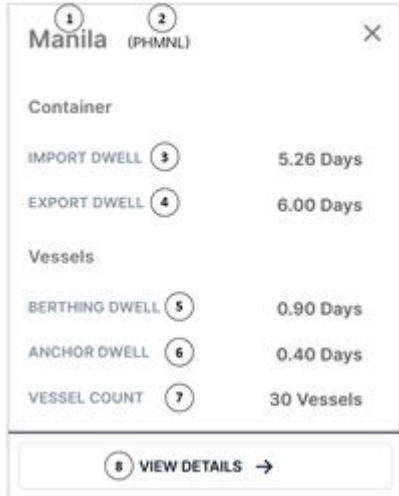 1 2
Manila (PHMNL) ×
Container
IMPORT DWELL 3 5.26 Days
EXPORT DWELL 4 6.00 Days
Vessels
BERTHING DWELL 5 0.90 Days
ANCHOR DWELL 6 0.40 Days
VESSEL COUNT 7 30 Vessels
8 VIEW DETAILS →